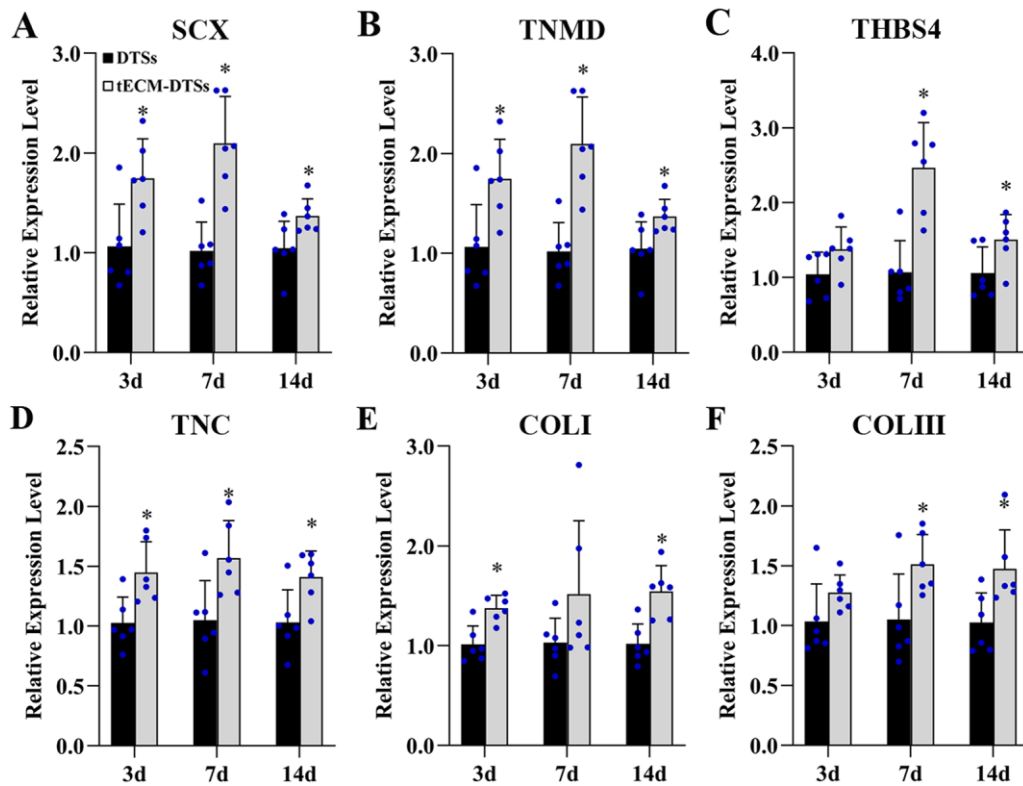 A
SCX
3.0
2.0
1.0
0.0
Relative Expression Level
DTSs
tECM-DTSs
*
*
*
3d
7d
14d
B
TNMD
3.0
2.0
1.0
0.0
Relative Expression Level
*
*
*
3d
7d
14d
C
THBS4
4.0
3.0
2.0
1.0
0.0
Relative Expression Level
*
*
3d
7d
14d
D
TNC
2.5
2.0
1.5
1.0
0.5
0.0
Relative Expression Level
*
*
*
3d
7d
14d
E
COLI
3.0
2.0
1.0
0.0
Relative Expression Level
*
*
3d
7d
14d
F
COLIII
2.5
2.0
1.5
1.0
0.5
0.0
Relative Expression Level
*
*
3d
7d
14d